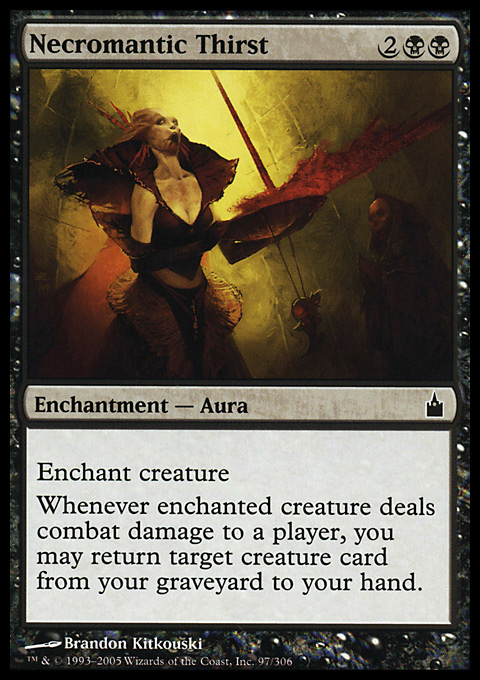 Necromantic Thirst 2
Enchantment — Aura
Enchant creature
Whenever enchanted creature deals
combat damage to a player, you
may return target creature card
from your graveyard to your hand.
Brandon Kitkouski
™ & © 1993–2005 Wizards of the Coast, Inc. 97/306